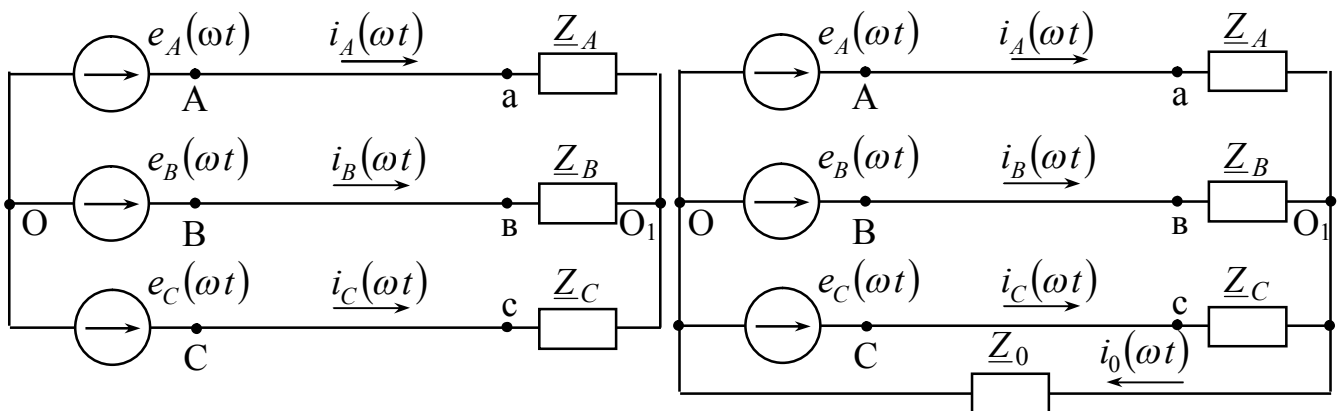 e_A(ωt) i_A(ωt) Z_A e_A(ωt) i_A(ωt) Z_A
A а A а
e_B(ωt) i_B(ωt) Z_B e_B(ωt) i_B(ωt) Z_B
O B в O₁ O B в O₁
e_C(ωt) i_C(ωt) с Z_C e_C(ωt) i_C(ωt) с Z_C
C C
Z_0 i_0(ωt)